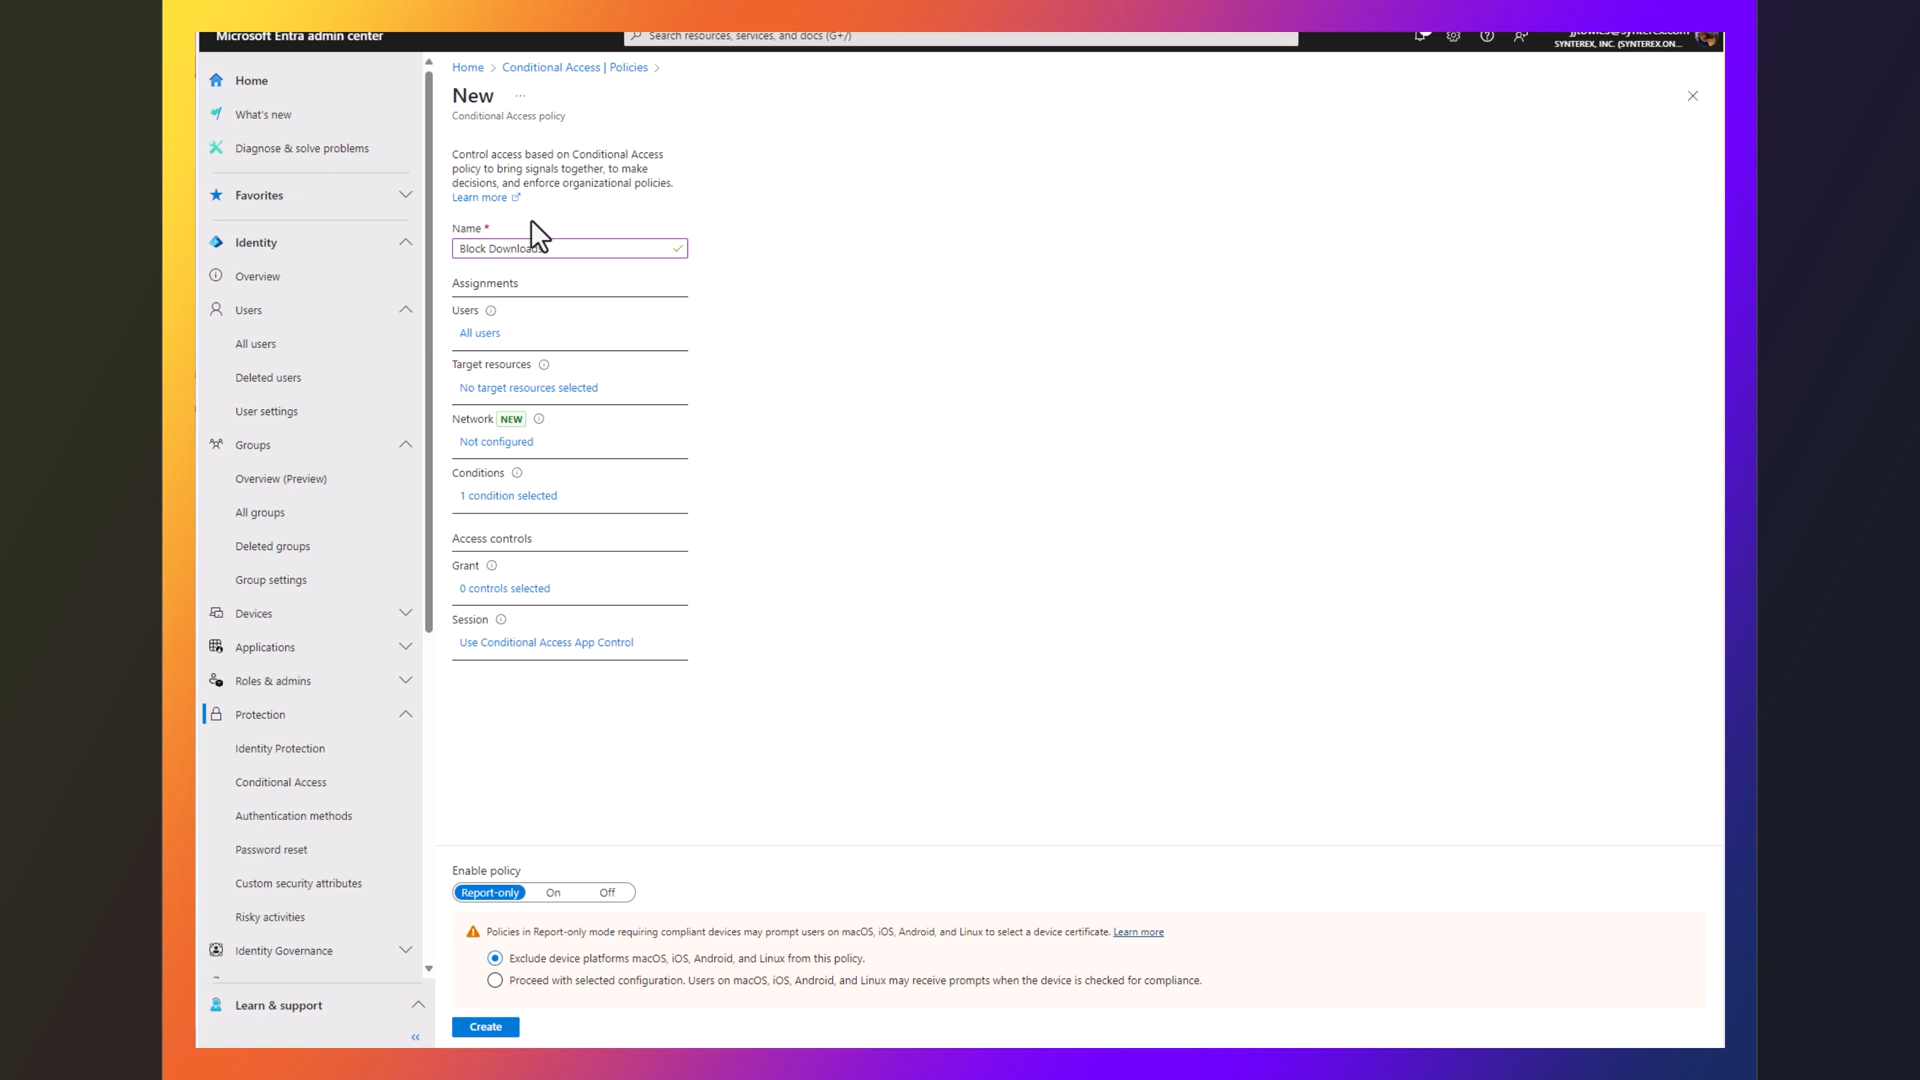 Microsoft Entra admin center
Search resources, services, and docs (G+/)
SYNTEREX, INC. (SYNTEREX.ON...
Home
What's new
Diagnose & solve problems
Favorites
Identity
Overview
Users
All users
Deleted users
User settings
Groups
Overview (Preview)
All groups
Deleted groups
Group settings
Devices
Applications
Roles & admins
Protection
Identity Protection
Conditional Access
Authentication methods
Password reset
Custom security attributes
Risky activities
Identity Governance
Learn & support
Home > Conditional Access | Policies >
New ...
Conditional Access policy
Control access based on Conditional Access
policy to bring signals together, to make
decisions, and enforce organizational policies.
Learn more
Name *
Block Downloads
Assignments
Users
All users
Target resources
No target resources selected
Network NEW
Not configured
Conditions
1 condition selected
Access controls
Grant
0 controls selected
Session
Use Conditional Access App Control
Enable policy
Report-only On Off
Policies in Report-only mode requiring compliant devices may prompt users on macOS, iOS, Android, and Linux to select a device certificate. Learn more
Exclude device platforms macOS, iOS, Android, and Linux from this policy.
Proceed with selected configuration. Users on macOS, iOS, Android, and Linux may receive prompts when the device is checked for compliance.
Create